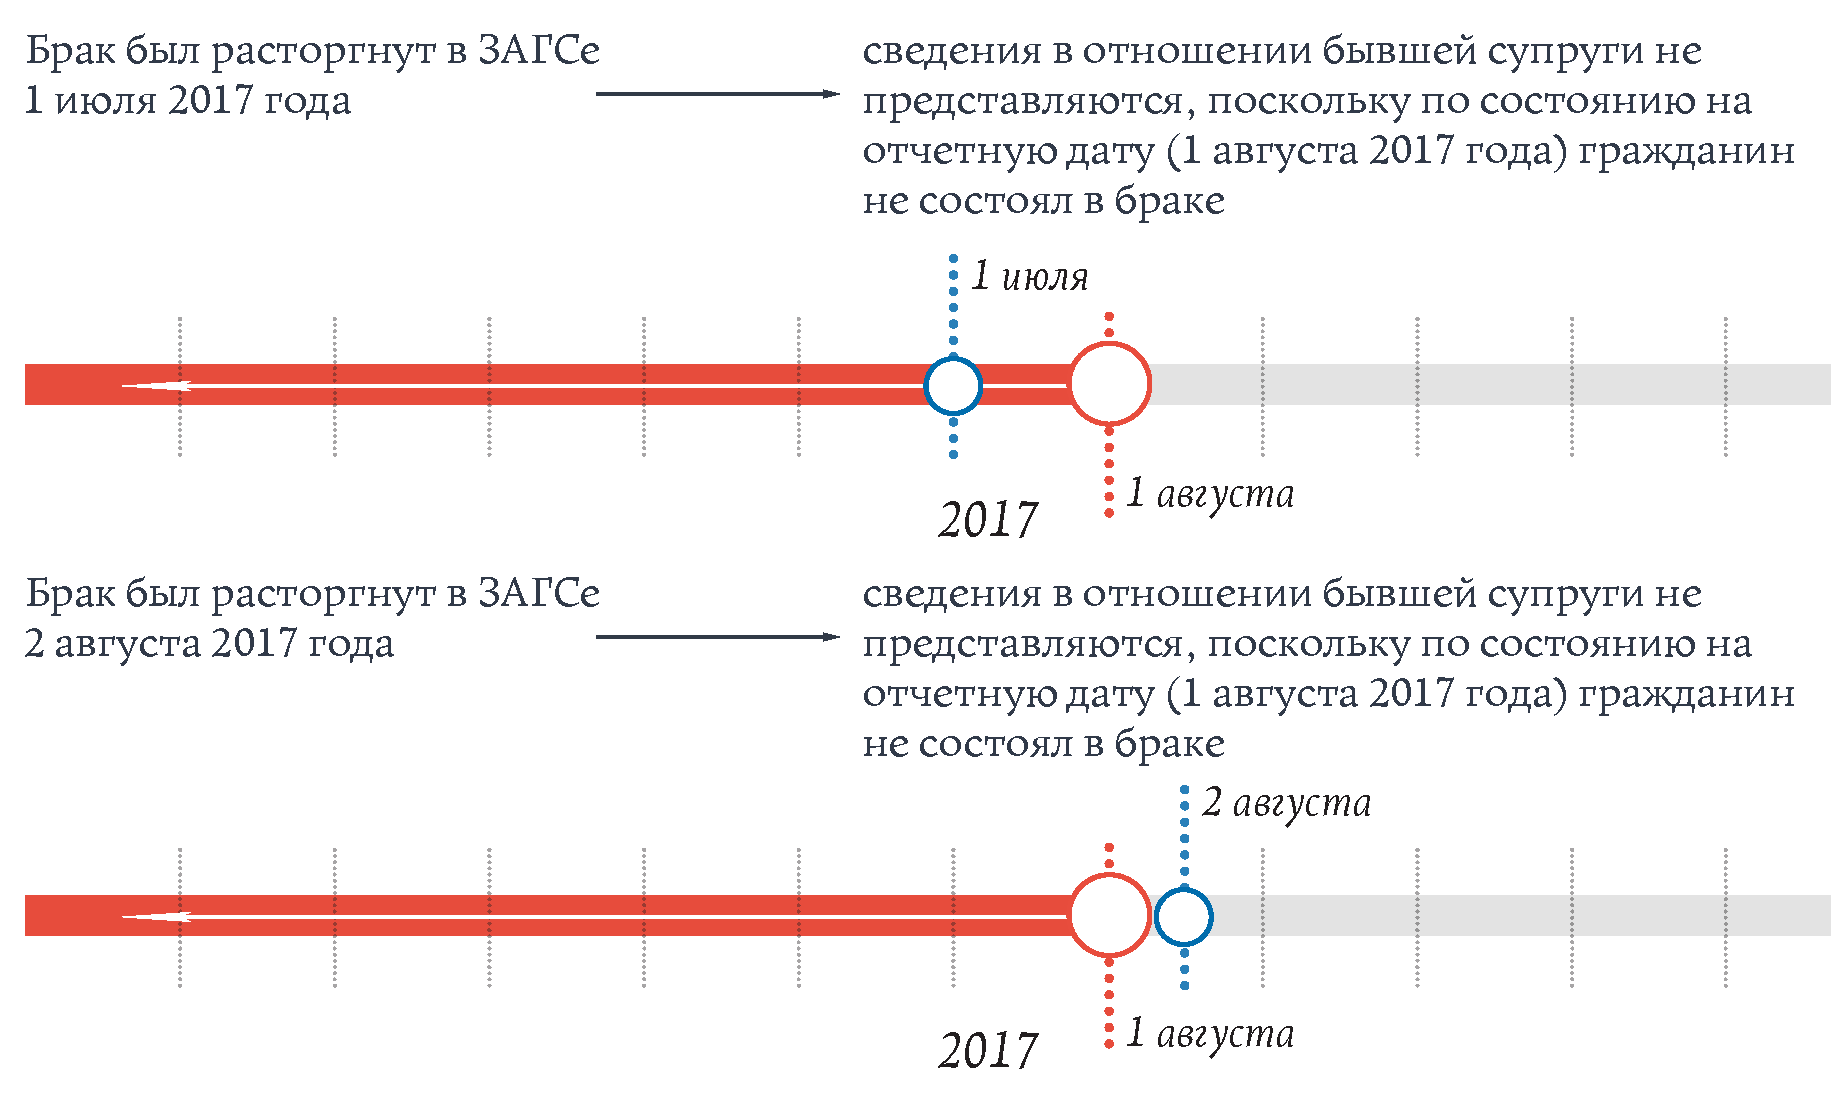 Брак был расторгнут в ЗАГСе
1 июля 2017 года
сведения в отношении бывшей супруги не
представляются, поскольку по состоянию на
отчетную дату (1 августа 2017 года) гражданин
не состоял в браке
1 июля
1 августа
2017
Брак был расторгнут в ЗАГСе
2 августа 2017 года
сведения в отношении бывшей супруги не
представляются, поскольку по состоянию на
отчетную дату (1 августа 2017 года) гражданин
не состоял в браке
2 августа
1 августа
2017